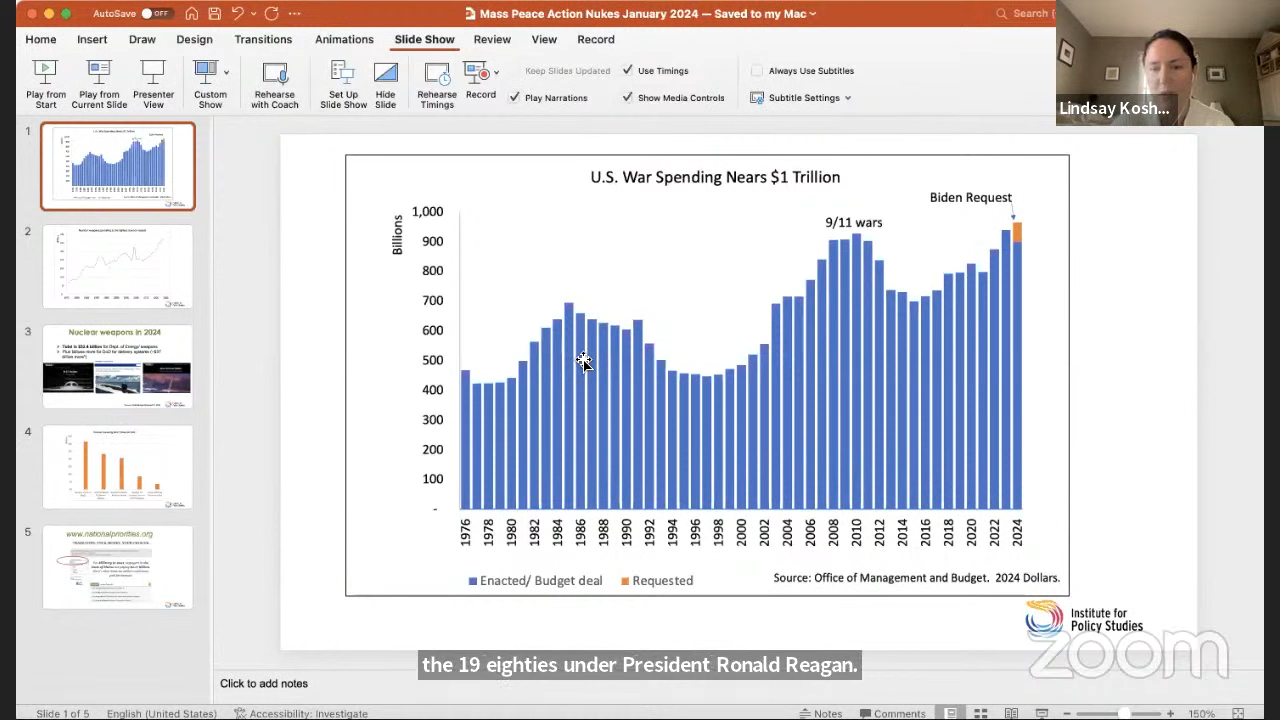 AutoSave OFF
Mass Peace Action Nukes January 2024 — Saved to my Mac
Search (
Home Insert Draw Design Transitions Animations Slide Show Review View Record
Play from Start
Play from Current Slide
Presenter View
Custom Show
Rehearse with Coach
Set Up Slide Show
Hide Slide
Rehearse Timings
Record
Keep Slides Updated
Play Narrations
Use Timings
Show Media Controls
Always Use Subtitles
Subtitle Settings
Lindsay Kosh...
1
2
3
Nuclear weapons in 2024
4
5
www.nationalpriorities.org
U.S. War Spending Nears $1 Trillion
Biden Request
9/11 wars
Billions
1,000
900
800
700
600
500
400
300
200
100
-
1976 1978 1980 1982 1984 1986 1988 1990 1992 1994 1996 1998 2000 2002 2004 2006 2008 2010 2012 2014 2016 2018 2020 2022 2024
Enacted/ Budget deal Requested
Source: Office of Management and Budget. 2024 Dollars.
Institute for
Policy Studies
zoom
the 19 eighties under President Ronald Reagan.
Click to add notes
Slide 1 of 5 English (United States) Accessibility: Investigate Notes Comments 150%